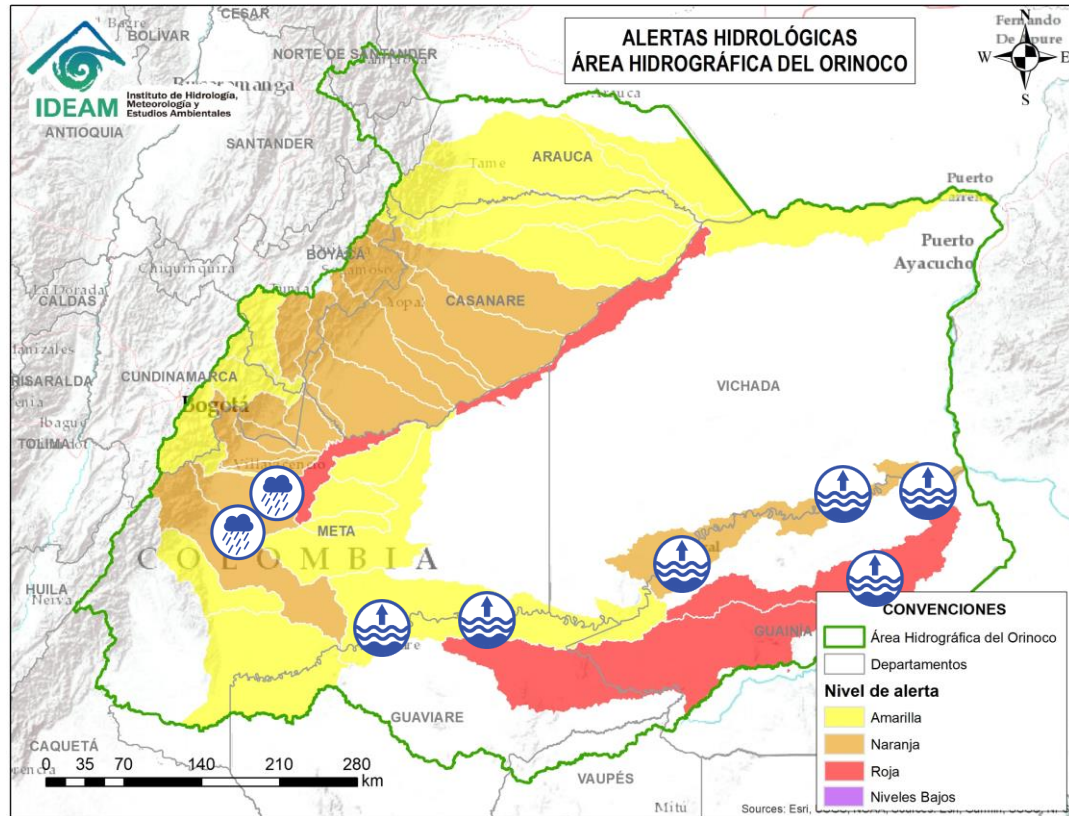 ALERTAS HIDROLÓGICAS
ÁREA HIDROGRÁFICA DEL ORINOCO
N
W
E
S
IDEAM
Instituto de Hidrología,
Meteorología y
Estudios Ambientales
CESAR
BOLÍVAR
NORTE DE SANTANDER
ANTIOQUIA
SANTANDER
Fernando
De Apure
Arauca
ARAUCA
Tame
Puerto
Puerto
Ayacucho
BOYACÁ
Chiquinquira
La Dorada
CALDAS
Yopal
CASANARE
Manizales
RISARALDA
CUNDINAMARCA
Bogotá
Ibague
TOLIMA
VICHADA
Villavicencio
META
COLOMBIA
HUILA
Neiva
GUAINÍA
GUAVIARE
CAQUETÁ
VAUPÉS
Mitú
0 35 70 140 210 280
km
CONVENCIONES
Área Hidrográfica del Orinoco
Departamentos
Nivel de alerta
Amarilla
Naranja
Roja
Niveles Bajos
Sources: Esri,